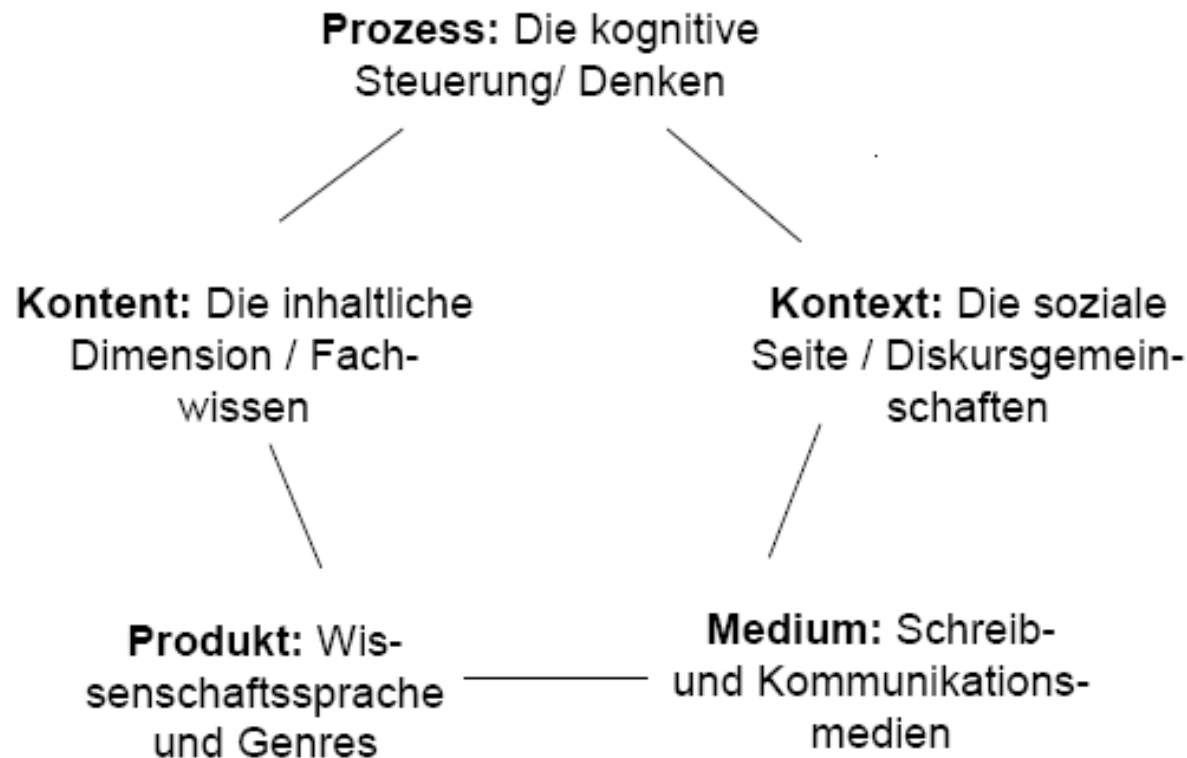 Prozess: Die kognitive
Steuerung/ Denken
Kontent: Die inhaltliche
Dimension / Fach-
wissen
Kontext: Die soziale
Seite / Diskursgemein-
schaften
Produkt: Wis-
senschaftssprache
und Genres
Medium: Schreib-
und Kommunikations-
medien